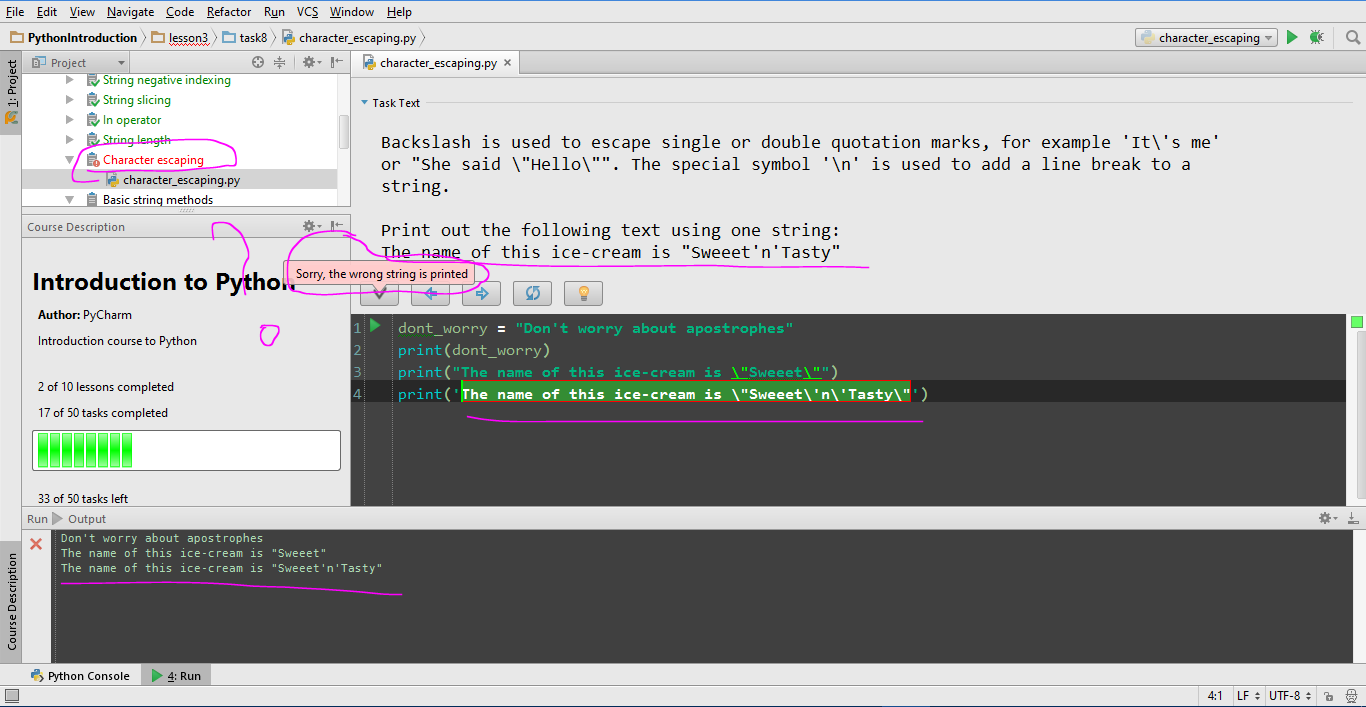 File Edit View Navigate Code Refactor Run VCS Window Help
PythonIntroduction lesson3 task8 character_escaping.py character_escaping
1: Project
Project
character_escaping.py
String negative indexing
String slicing
In operator
String length
Character escaping
character_escaping.py
Basic string methods
Task Text
Backslash is used to escape single or double quotation marks, for example 'It\'s me'
or "She said \"Hello\"". The special symbol '\n' is used to add a line break to a
string.
Print out the following text using one string:
The name of this ice-cream is "Sweeet'n'Tasty"
Course Description
Introduction to Python
Author: PyCharm
Introduction course to Python
2 of 10 lessons completed
17 of 50 tasks completed
33 of 50 tasks left
Sorry, the wrong string is printed
1 dont_worry = "Don't worry about apostrophes"
2 print(dont_worry)
3 print("The name of this ice-cream is \"Sweeet\"")
4 print('The name of this ice-cream is \"Sweeet\'n\'Tasty\"')
Run Output
Don't worry about apostrophes
The name of this ice-cream is "Sweeet"
The name of this ice-cream is "Sweeet'n'Tasty"
Course Description
Python Console 4: Run
4:1 LF UTF-8